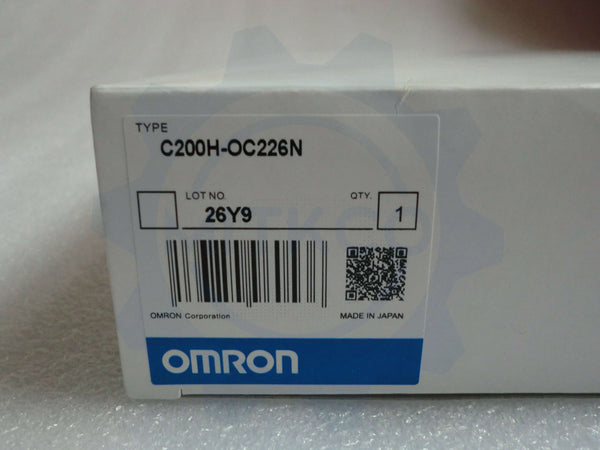 TYPE
C200H-OC226N
LOT NO. QTY.
26Y9 1
OMRON Corporation MADE IN JAPAN
OMRON